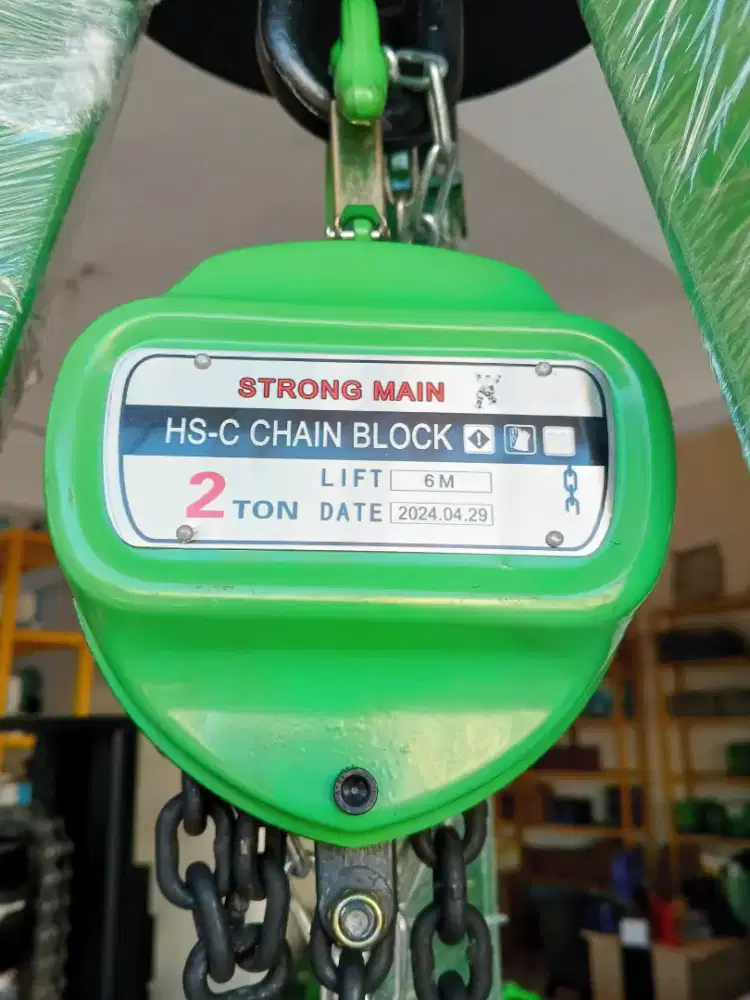 STRONG MAIN
HS-C CHAIN BLOCK
2 TON LIFT 6M
DATE 2024.04.29